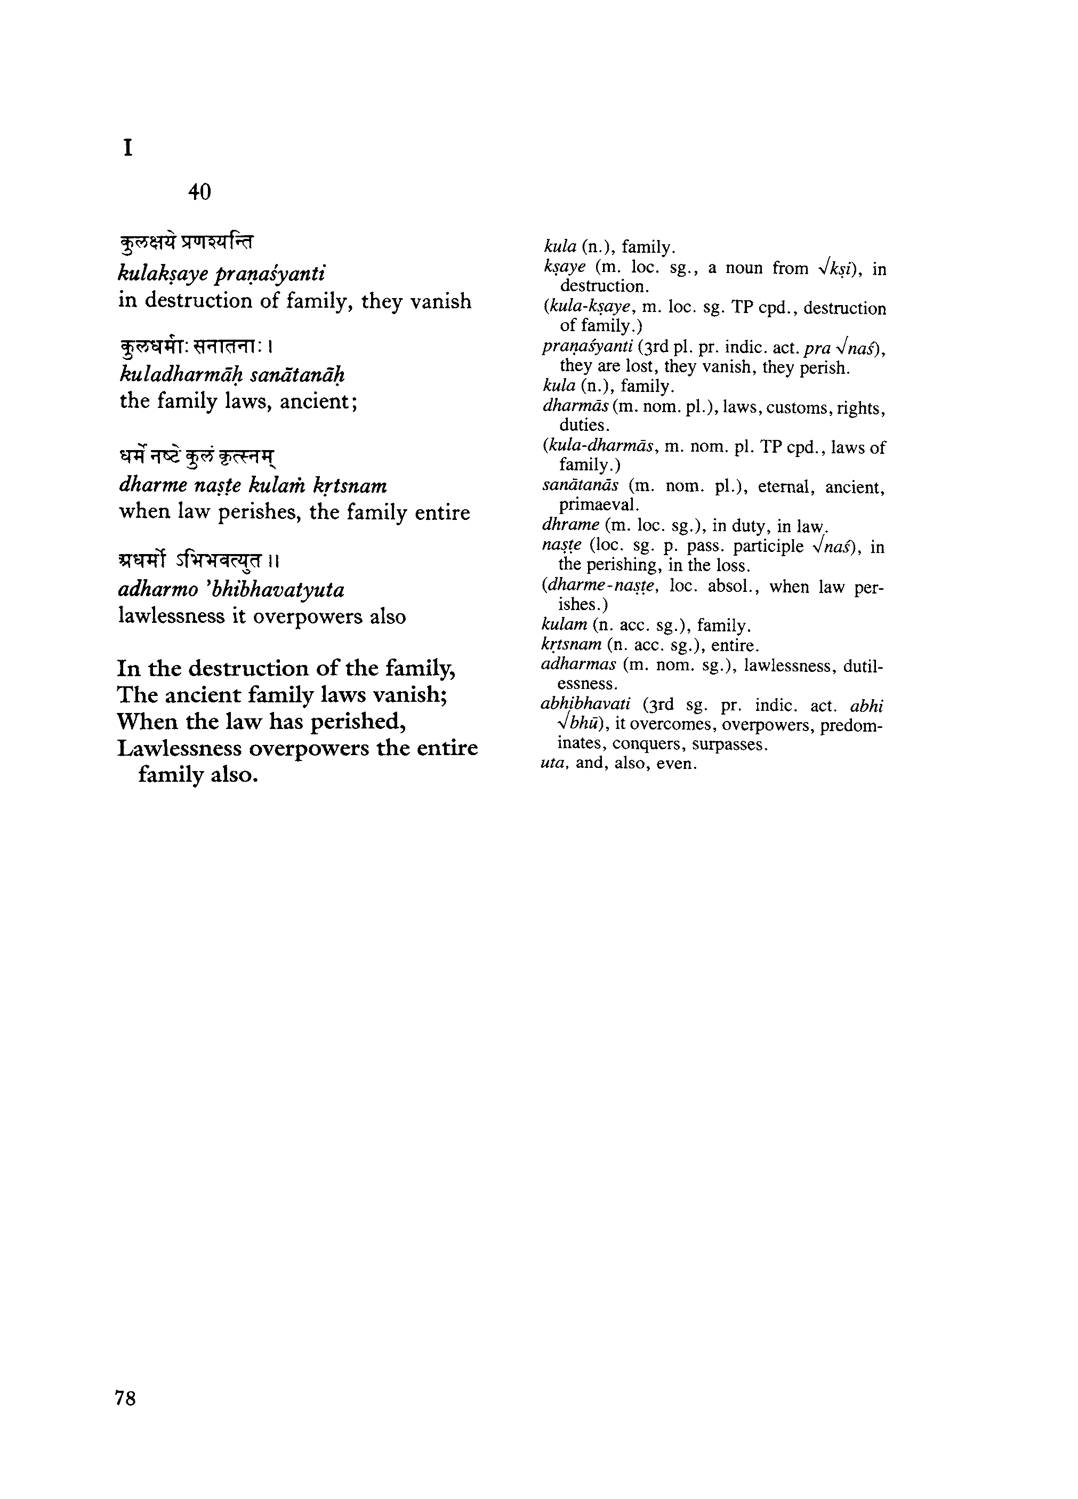 I
40
कुलक्षये प्रणश्यन्ति
kulakṣaye praṇaśyanti
in destruction of family, they vanish
कुलधर्माः सनातनाः ।
kuladharmāḥ sanātanāḥ
the family laws, ancient;
धर्मे नष्टे कुलं कृत्स्नम्
dharme naṣṭe kulaṁ kṛtsnam
when law perishes, the family entire
अधर्मो ऽभिभवत्युत ॥
adharmo 'bhibhavatyuta
lawlessness it overpowers also
In the destruction of the family,
The ancient family laws vanish;
When the law has perished,
Lawlessness overpowers the entire
family also.
kula (n.), family.
kṣaye (m. loc. sg., a noun from √kṣi), in
destruction.
(kula-kṣaye, m. loc. sg. TP cpd., destruction
of family.)
praṇaśyanti (3rd pl. pr. indic. act. pra √naś),
they are lost, they vanish, they perish.
kula (n.), family.
dharmās (m. nom. pl.), laws, customs, rights,
duties.
(kula-dharmās, m. nom. pl. TP cpd., laws of
family.)
sanātanās (m. nom. pl.), eternal, ancient,
primaeval.
dhrame (m. loc. sg.), in duty, in law.
naṣṭe (loc. sg. p. pass. participle √naś), in
the perishing, in the loss.
(dharme-naṣṭe, loc. absol., when law per-
ishes.)
kulam (n. acc. sg.), family.
kṛtsnam (n. acc. sg.), entire.
adharmas (m. nom. sg.), lawlessness, dutil-
essness.
abhibhavati (3rd sg. pr. indic. act. abhi
√bhū), it overcomes, overpowers, predom-
inates, conquers, surpasses.
uta, and, also, even.
78